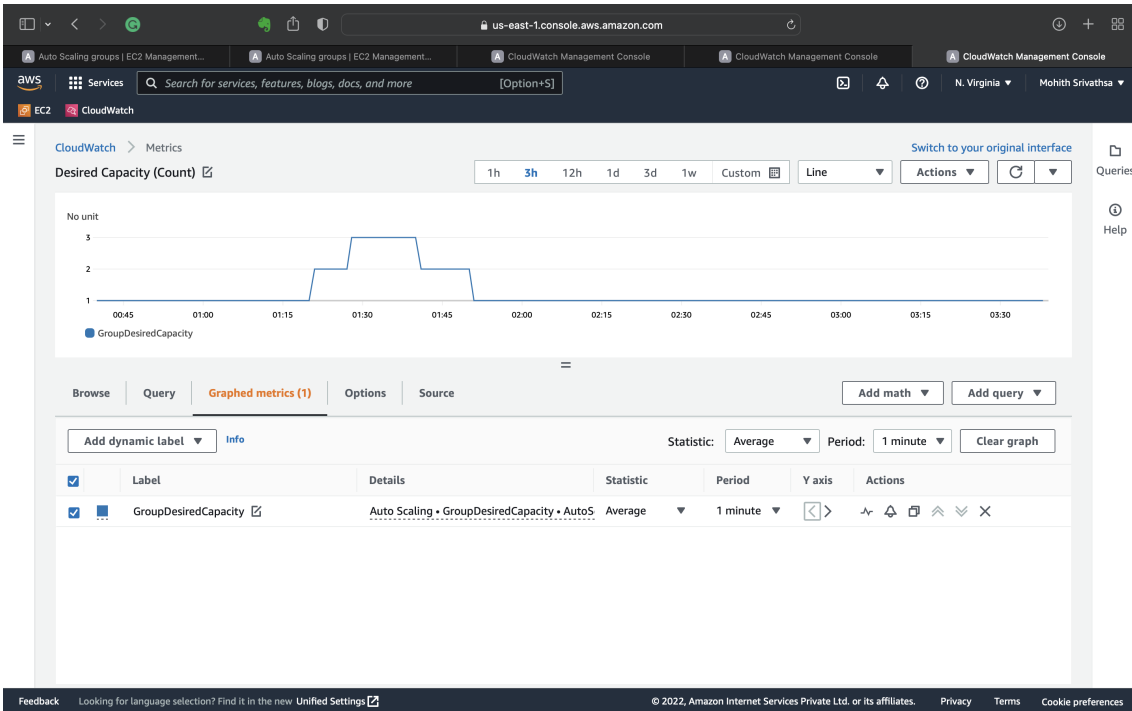 us-east-1.console.aws.amazon.com
A Auto Scaling groups | EC2 Management...
A Auto Scaling groups | EC2 Management...
A CloudWatch Management Console
A CloudWatch Management Console
A CloudWatch Management Console
aws
Services
Search for services, features, blogs, docs, and more
[Option+S]
N. Virginia
Mohith Srivathsa
EC2
CloudWatch
CloudWatch
Metrics
Switch to your original interface
Desired Capacity (Count)
1h 3h 12h 1d 3d 1w Custom
Line
Actions
Queries
Help
No unit
3
2
1
00:45 01:00 01:15 01:30 01:45 02:00 02:15 02:30 02:45 03:00 03:15 03:30
GroupDesiredCapacity
Browse
Query
Graphed metrics (1)
Options
Source
Add math
Add query
Add dynamic label
Info
Statistic: Average
Period: 1 minute
Clear graph
Label Details Statistic Period Y axis Actions
GroupDesiredCapacity Auto Scaling • GroupDesiredCapacity • AutoS Average 1 minute
Feedback Looking for language selection? Find it in the new Unified Settings
© 2022, Amazon Internet Services Private Ltd. or its affiliates. Privacy Terms Cookie preferences